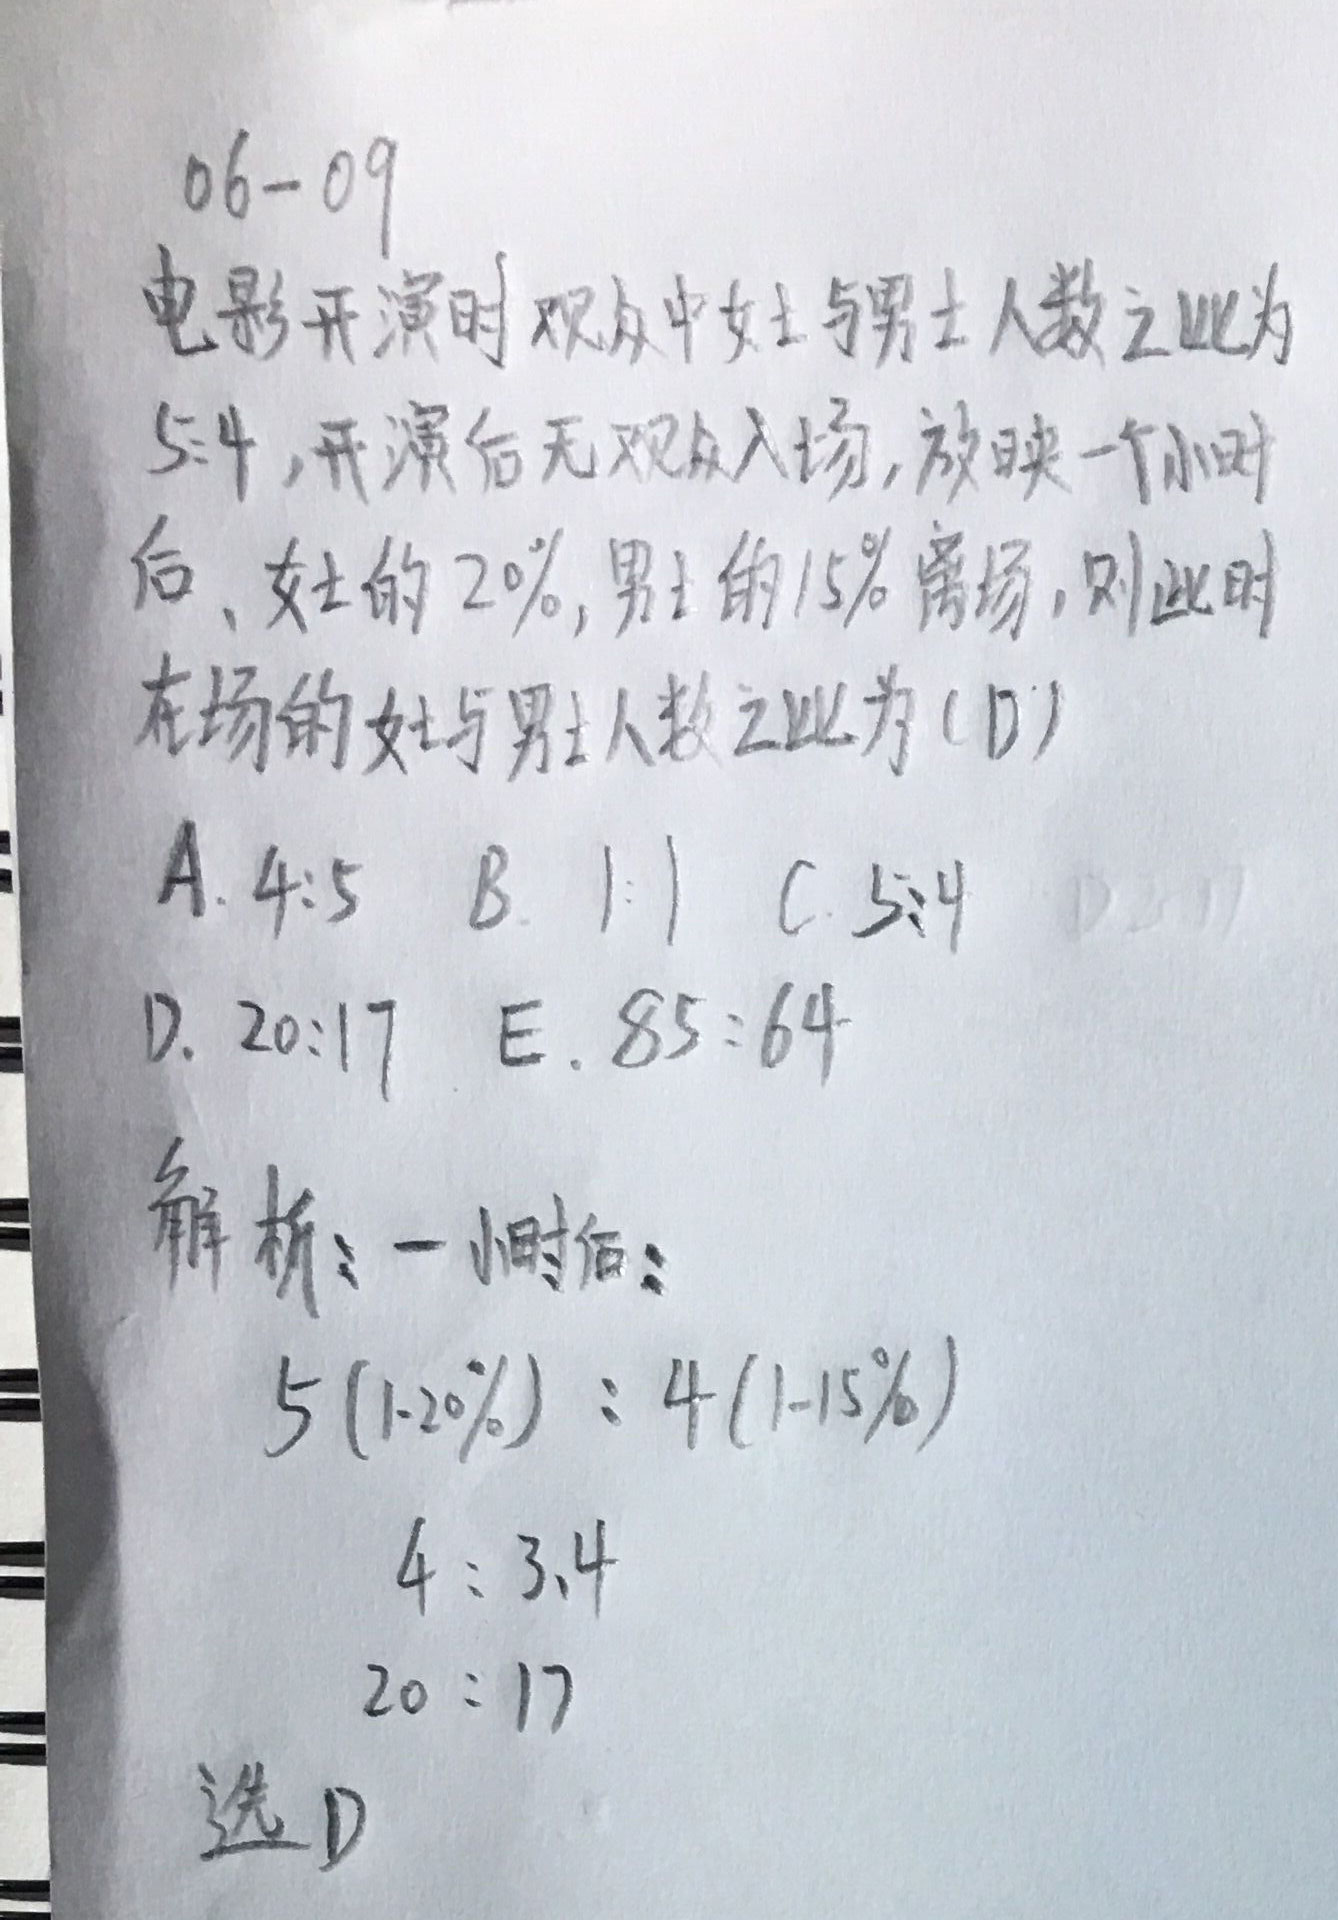 06-09
电影开演时观众中女士与男士人数之比为
5:4,开演后无观众入场,放映一个小时
后、女士的20%,男士的15%离场,则此时
在场的女士与男士人数之比为(D)
A. 4:5 B. 1:1 C. 5:4
D. 20:17 E. 85:64
解析:一小时后:
5(1-20%) : 4(1-15%)
4 : 3.4
20 : 17
选D